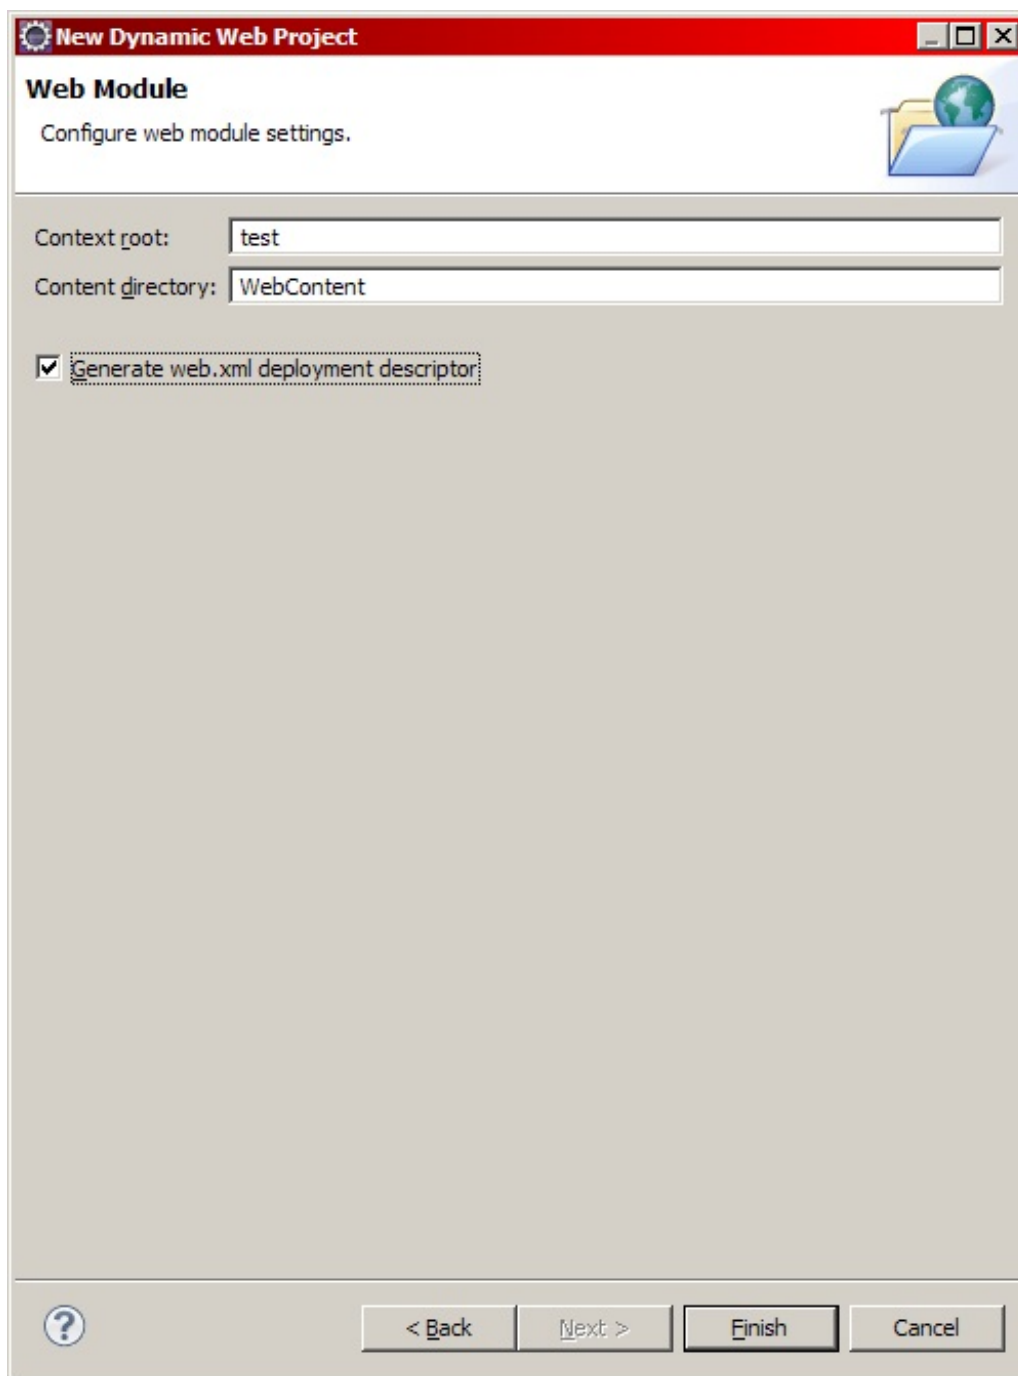 New Dynamic Web Project
Web Module
Configure web module settings.
Context root: test
Content directory: WebContent
Generate web.xml deployment descriptor
? < Back Next > Finish Cancel